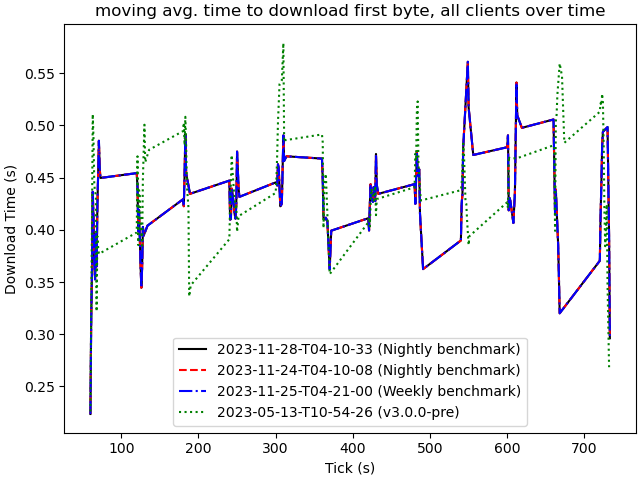 moving avg. time to download first byte, all clients over time
Download Time (s)
0.55
0.50
0.45
0.40
0.35
0.30
0.25
2023-11-28-T04-10-33 (Nightly benchmark)
2023-11-24-T04-10-08 (Nightly benchmark)
2023-11-25-T04-21-00 (Weekly benchmark)
2023-05-13-T10-54-26 (v3.0.0-pre)
100 200 300 400 500 600 700
Tick (s)